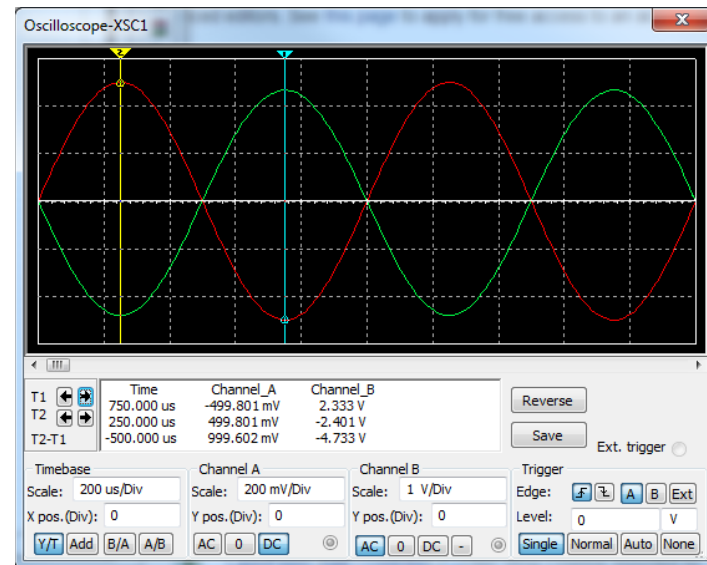 Oscilloscope-XSC1
2 1
Time Channel_A Channel_B
T1 750.000 us -499.801 mV 2.333 V
T2 250.000 us 499.801 mV -2.401 V
T2-T1 -500.000 us 999.602 mV -4.733 V
Reverse
Save
Ext. trigger
Timebase Channel A Channel B Trigger
Scale: 200 us/Div Scale: 200 mV/Div Scale: 1 V/Div Edge: A B Ext
X pos.(Div): 0 Y pos.(Div): 0 Y pos.(Div): 0 Level: 0 V
Y/T Add B/A A/B AC 0 DC AC 0 DC - Single Normal Auto None